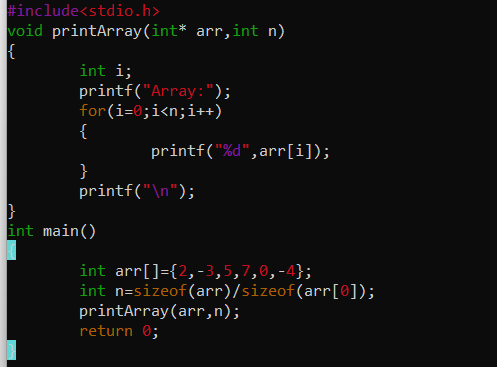 #include<stdio.h>
void printArray(int* arr,int n)
{
        int i;
        printf("Array:");
        for(i=0;i<n;i++)
        {
                printf("%d",arr[i]);
        }
        printf("\n");
}
int main()
{
        int arr[]={2,-3,5,7,0,-4};
        int n=sizeof(arr)/sizeof(arr[0]);
        printArray(arr,n);
        return 0;
}